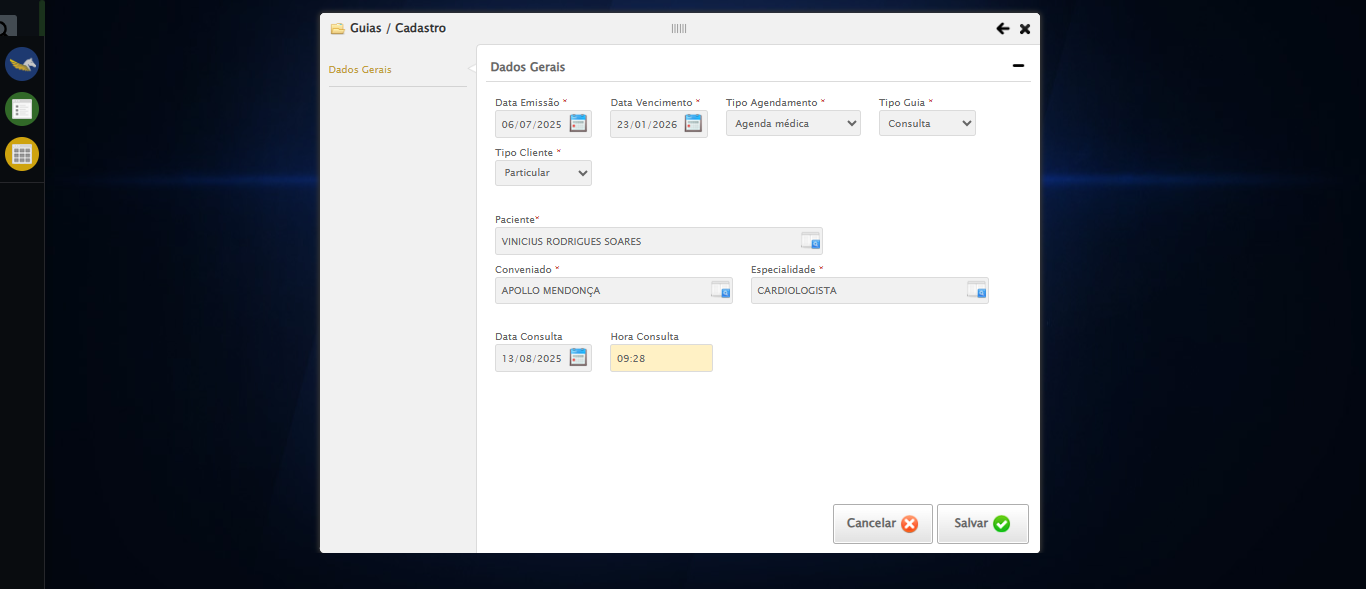 Guias / Cadastro
Dados Gerais
Dados Gerais
Data Emissão * Data Vencimento * Tipo Agendamento * Tipo Guia *
06/07/2025 23/01/2026 Agenda médica Consulta
Tipo Cliente *
Particular
Paciente*
VINICIUS RODRIGUES SOARES
Conveniado * Especialidade *
APOLLO MENDONÇA CARDIOLOGISTA
Data Consulta Hora Consulta
13/08/2025 09:28
Cancelar Salvar